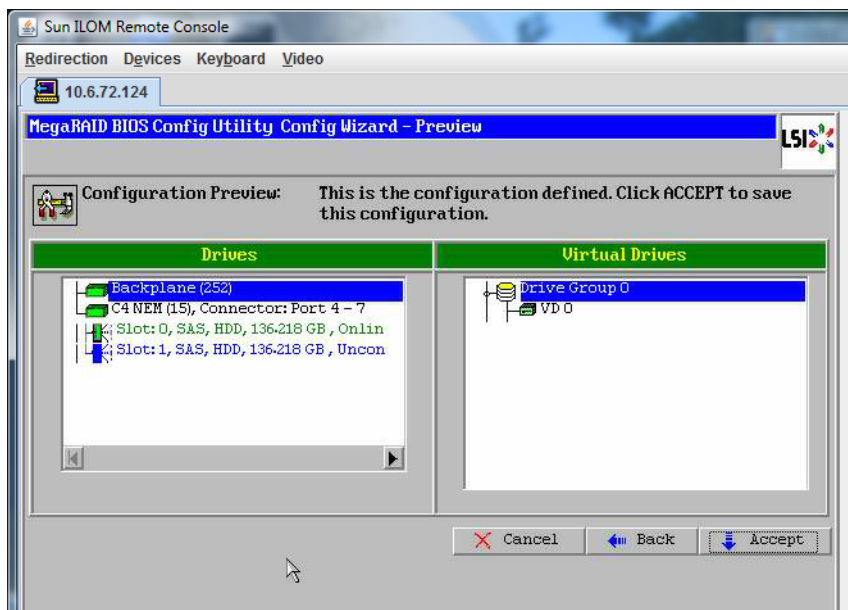 Sun ILOM Remote Console
Redirection Devices Keyboard Video
10.6.72.124
MegaRAID BIOS Config Utility Config Wizard - Preview
LSI
Configuration Preview: This is the configuration defined. Click ACCEPT to save
this configuration.
Drives
Backplane (252)
C4 NEM (15), Connector: Port 4 - 7
Slot: 0, SAS, HDD, 136.218 GB , Onlin
Slot: 1, SAS, HDD, 136.218 GB , Uncon
Virtual Drives
Drive Group 0
VD 0
Cancel Back Accept